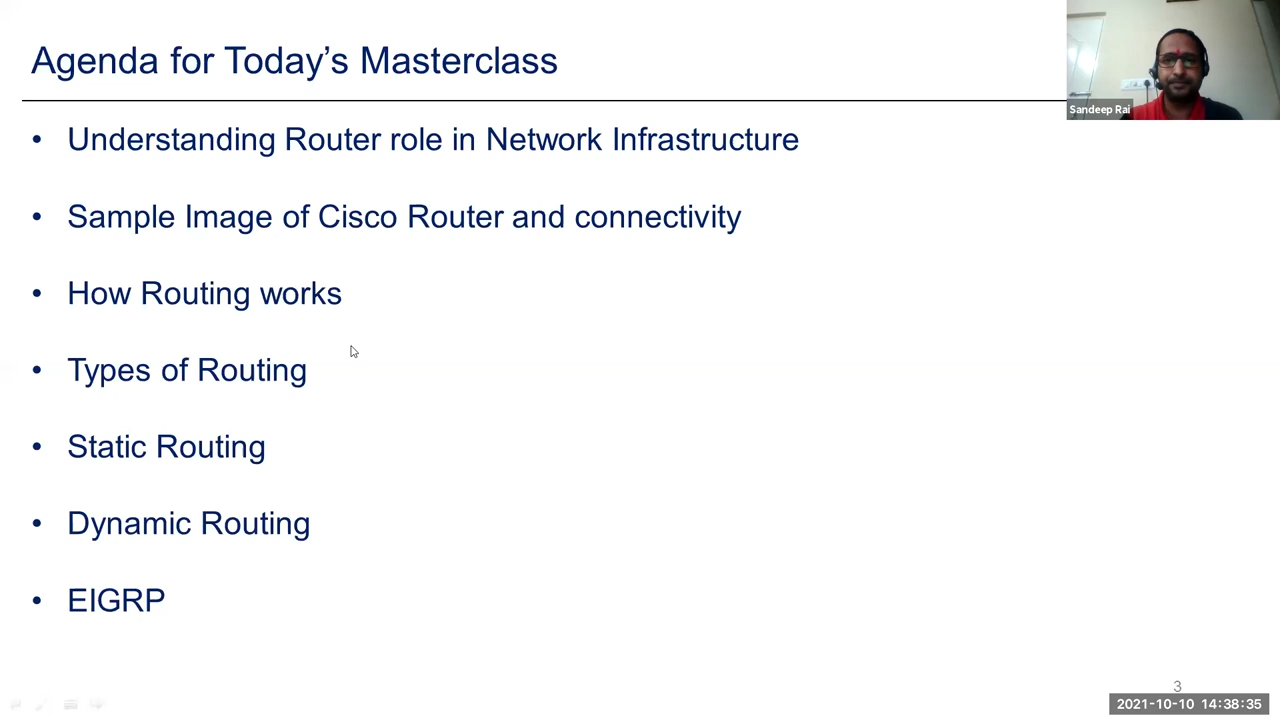 Agenda for Today’s Masterclass
Sandeep Rai
• Understanding Router role in Network Infrastructure
• Sample Image of Cisco Router and connectivity
• How Routing works
• Types of Routing
• Static Routing
• Dynamic Routing
• EIGRP
3
2021-10-10 14:38:35